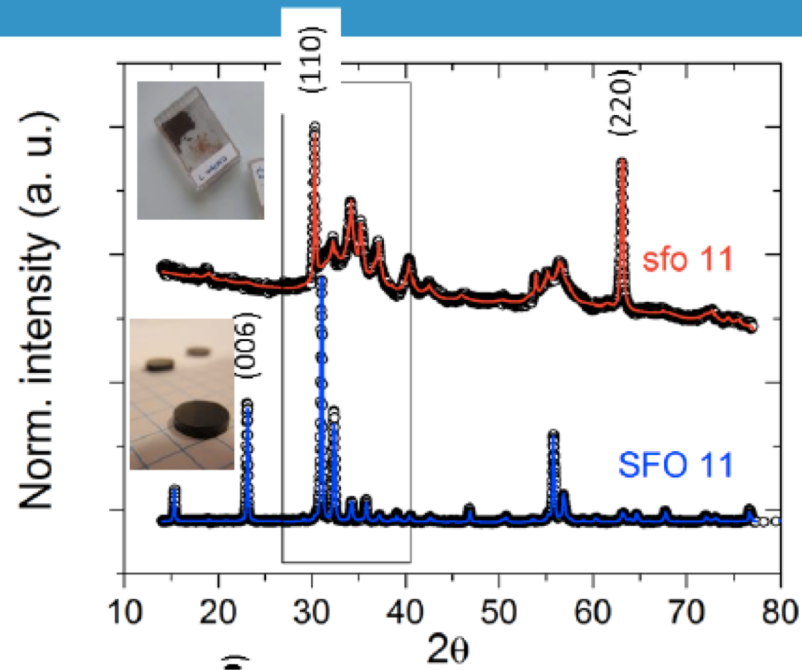 (110)
(220)
sfo 11
(006)
SFO 11
Norm. intensity (a. u.)
10 20 30 40 50 60 70 80
2θ